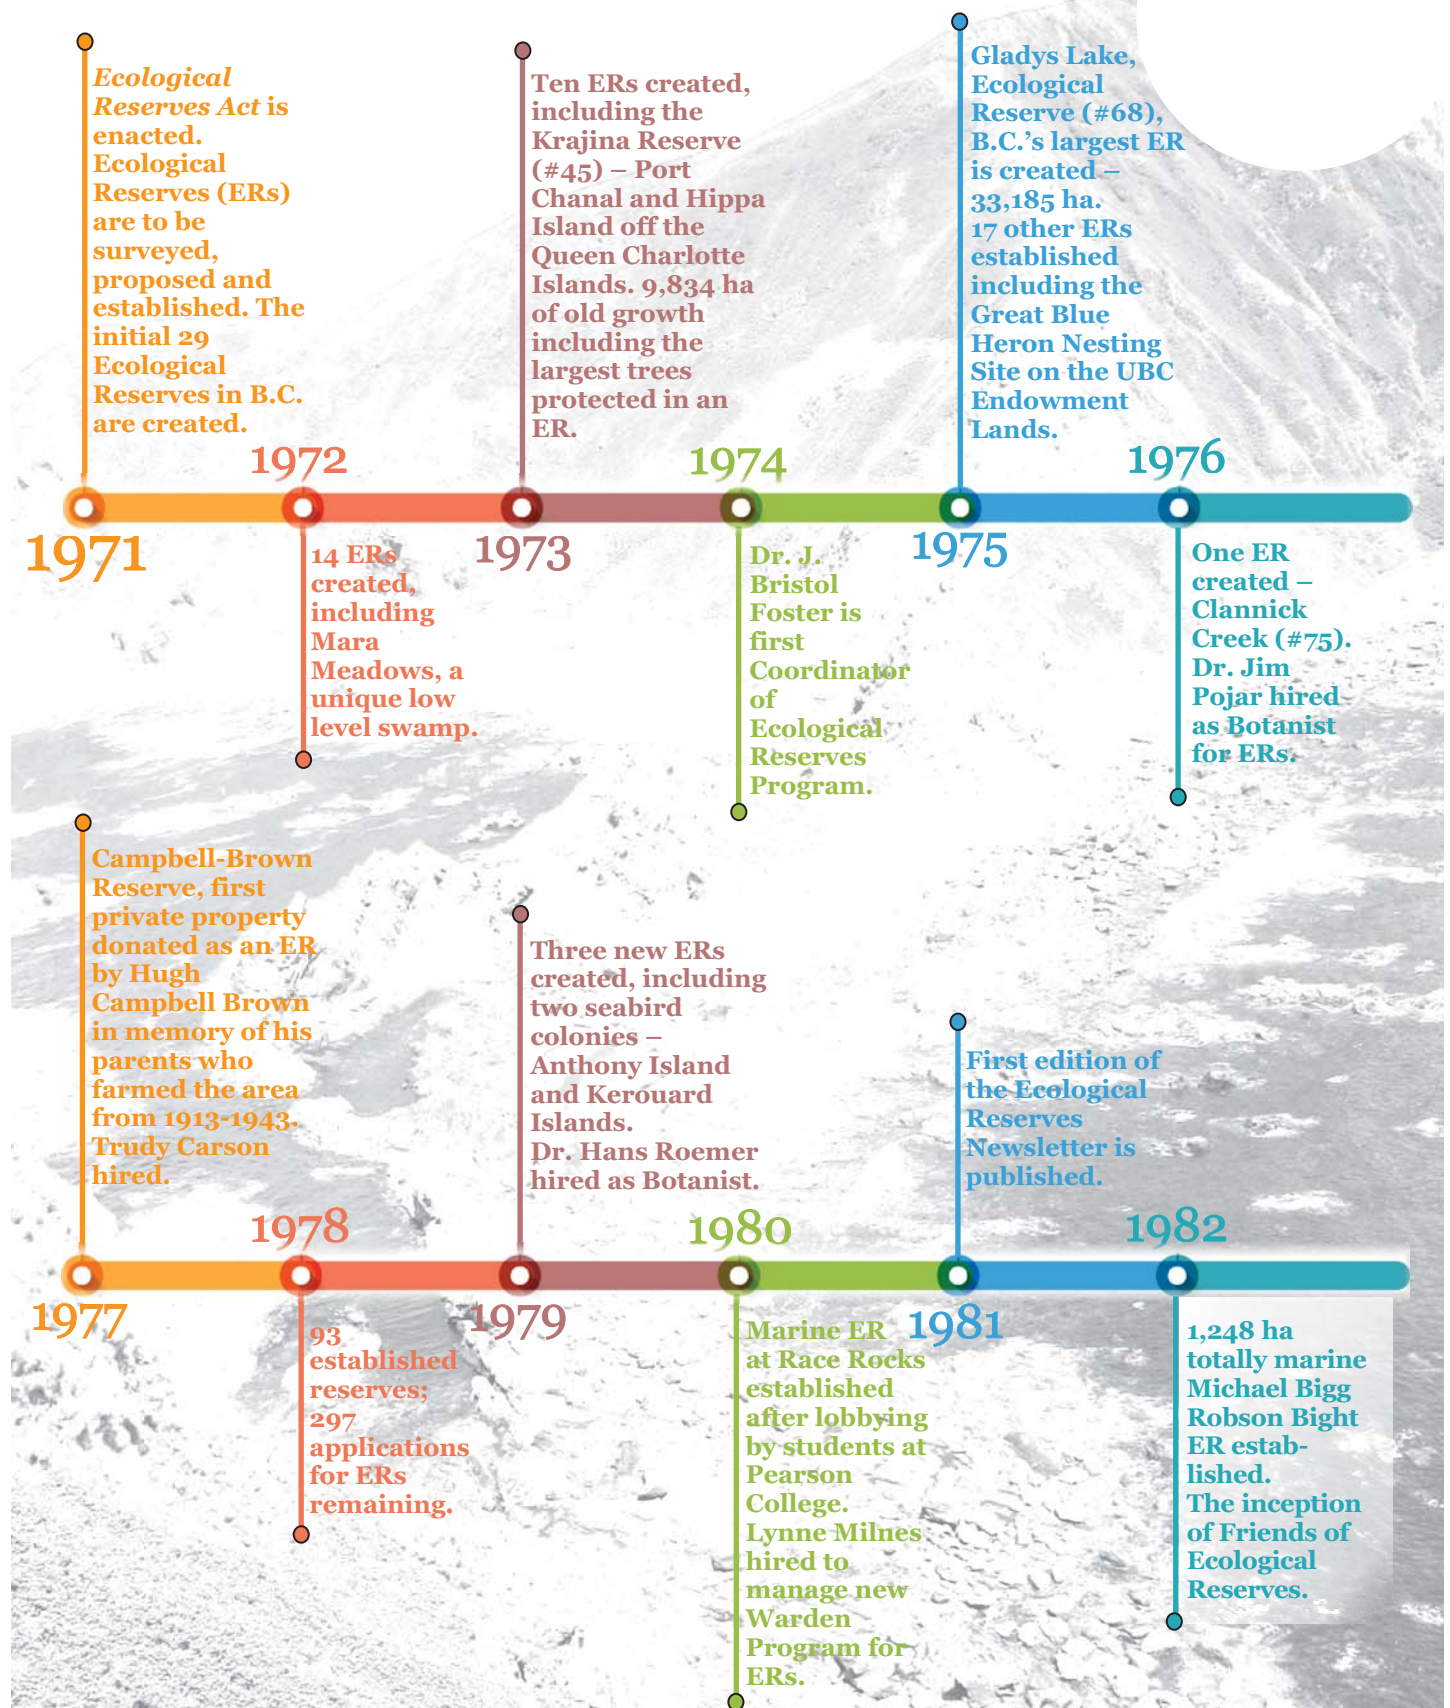 Ecological
Reserves Act is
enacted.
Ecological
Reserves (ERs)
are to be
surveyed,
proposed and
established. The
initial 29
Ecological
Reserves in B.C.
are created.
1971
1972
14 ERs
created,
including
Mara
Meadows, a
unique low
level swamp.
Ten ERs created,
including the
Krajina Reserve
(#45) – Port
Chanal and Hippa
Island off the
Queen Charlotte
Islands. 9,834 ha
of old growth
including the
largest trees
protected in an
ER.
1973
1974
Dr. J.
Bristol
Foster is
first
Coordinator
of
Ecological
Reserves
Program.
Gladys Lake,
Ecological
Reserve (#68),
B.C.'s largest ER
is created –
33,185 ha.
17 other ERs
established
including the
Great Blue
Heron Nesting
Site on the UBC
Endowment
Lands.
1975
1976
One ER
created –
Clannick
Creek (#75).
Dr. Jim
Pojar hired
as Botanist
for ERs.
Campbell-Brown
Reserve, first
private property
donated as an ER
by Hugh
Campbell Brown
in memory of his
parents who
farmed the area
from 1913-1943.
Trudy Carson
hired.
1977
1978
93
established
reserves;
297
applications
for ERs
remaining.
Three new ERs
created, including
two seabird
colonies –
Anthony Island
and Kerouard
Islands.
Dr. Hans Roemer
hired as Botanist.
1979
1980
Marine ER
at Race Rocks
established
after lobbying
by students at
Pearson
College.
Lynne Milnes
hired to
manage new
Warden
Program for
ERs.
First edition of
the Ecological
Reserves
Newsletter is
published.
1981
1982
1,248 ha
totally marine
Michael Bigg
Robson Bight
ER estab-
lished.
The inception
of Friends of
Ecological
Reserves.